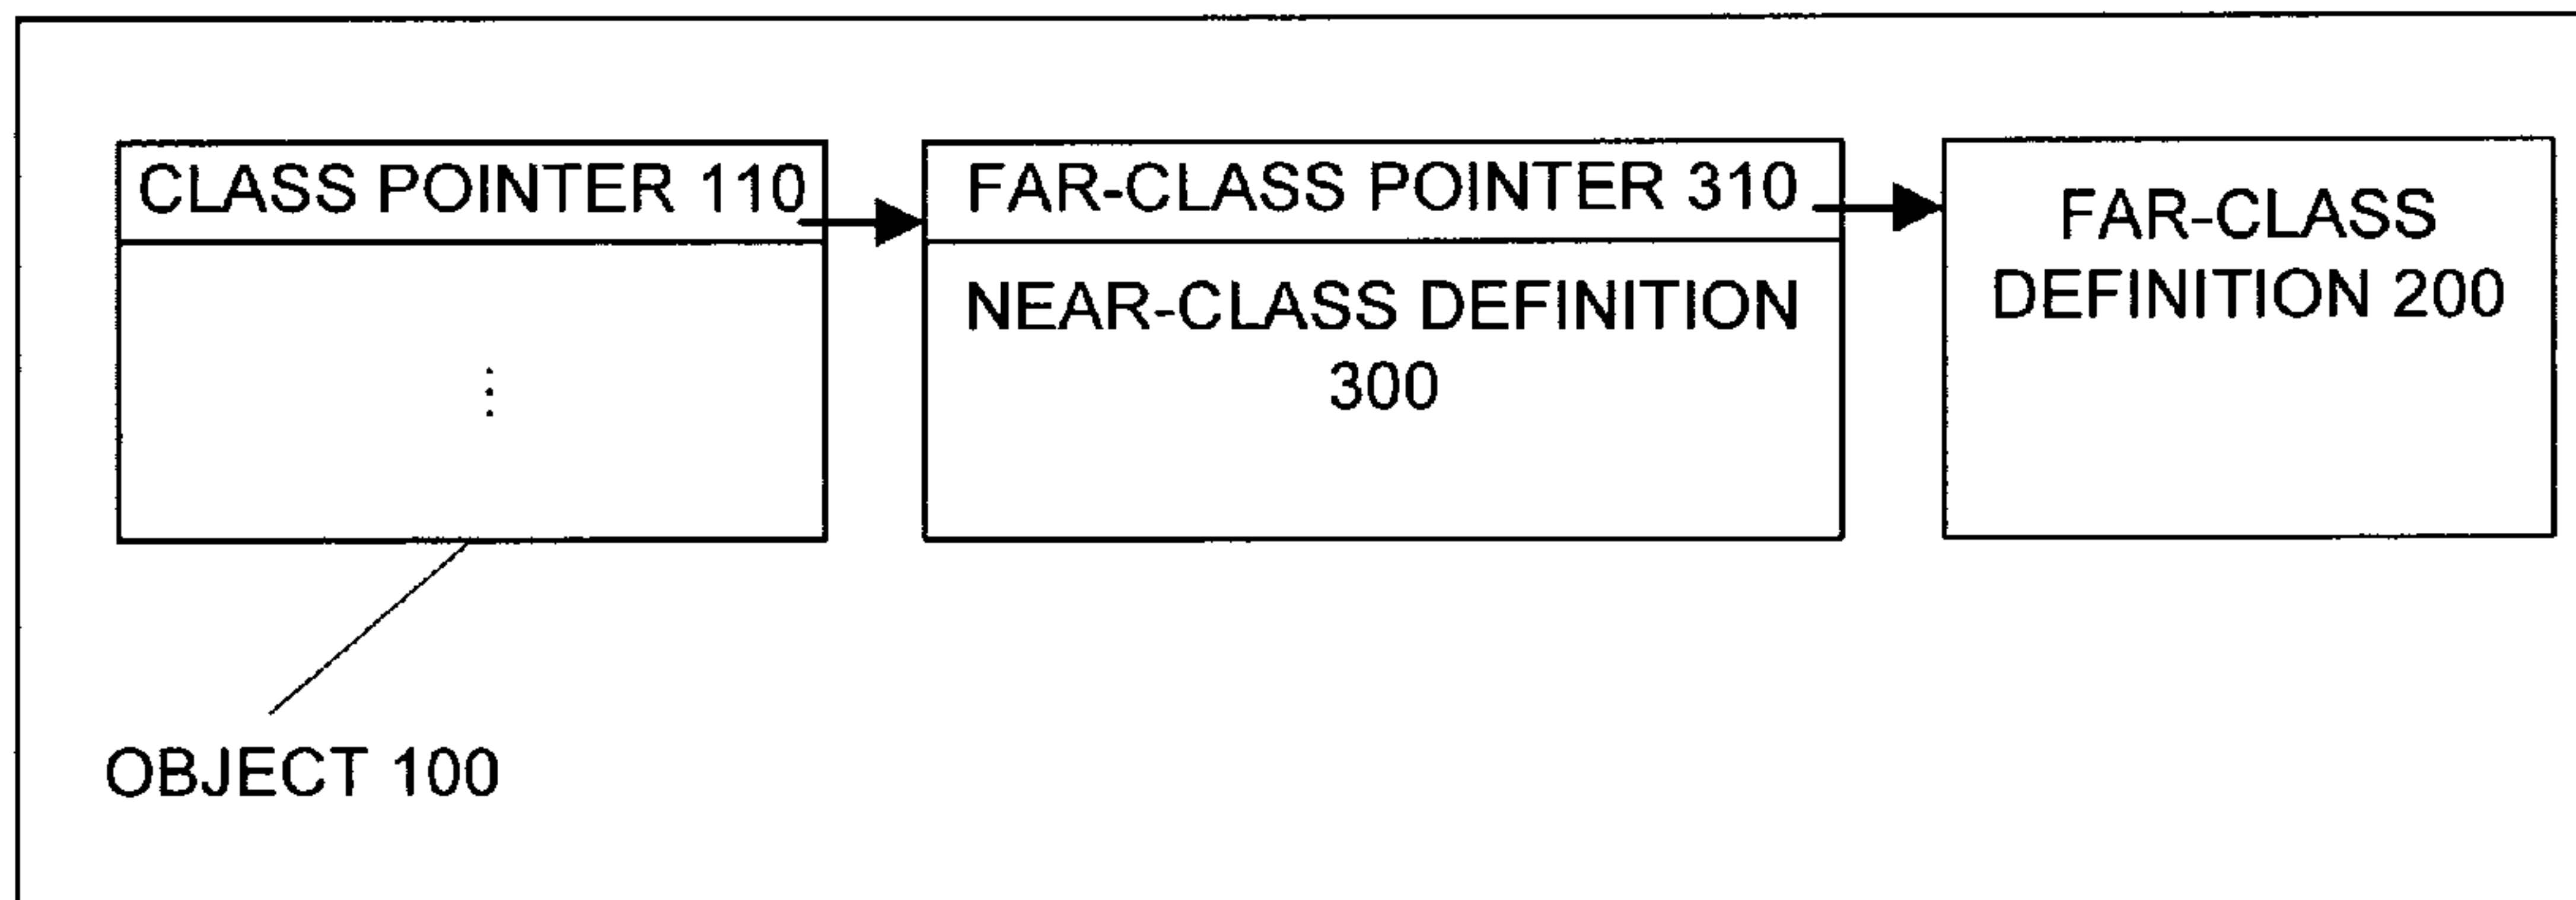 CLASS POINTER 110
FAR-CLASS POINTER 310
NEAR-CLASS DEFINITION
300
FAR-CLASS
DEFINITION 200
OBJECT 100